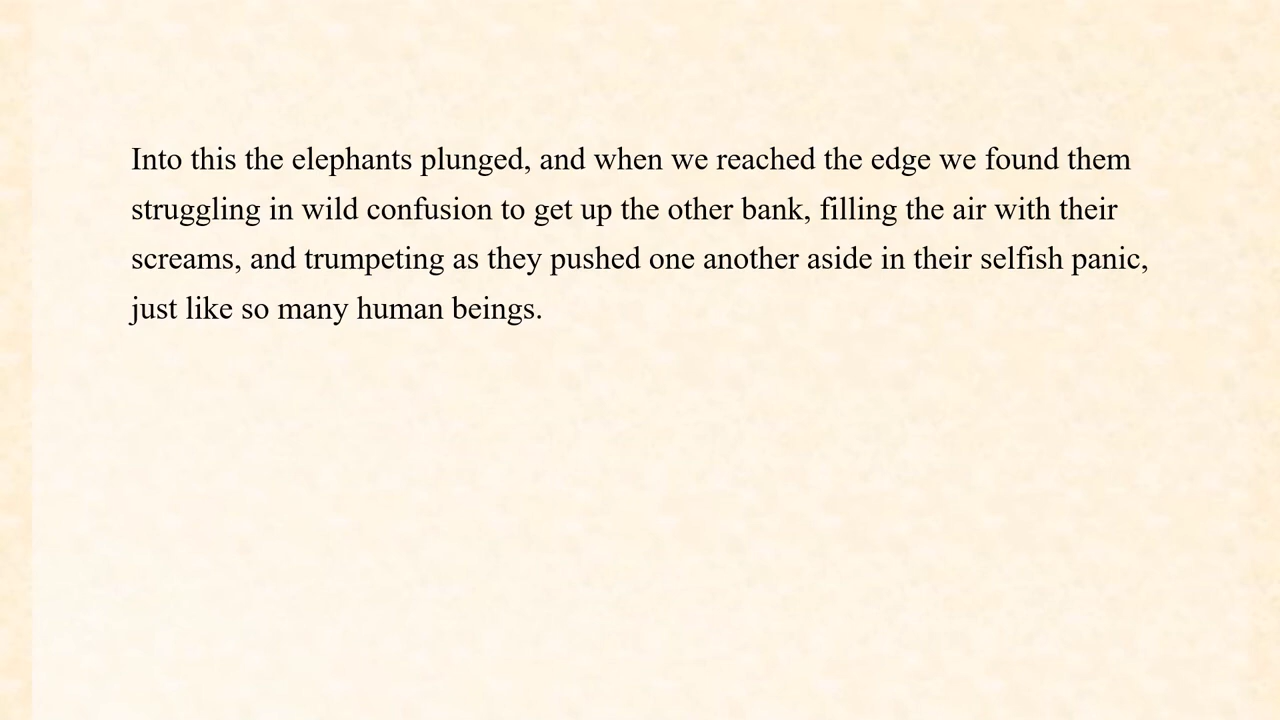 Into this the elephants plunged, and when we reached the edge we found them
struggling in wild confusion to get up the other bank, filling the air with their
screams, and trumpeting as they pushed one another aside in their selfish panic,
just like so many human beings.